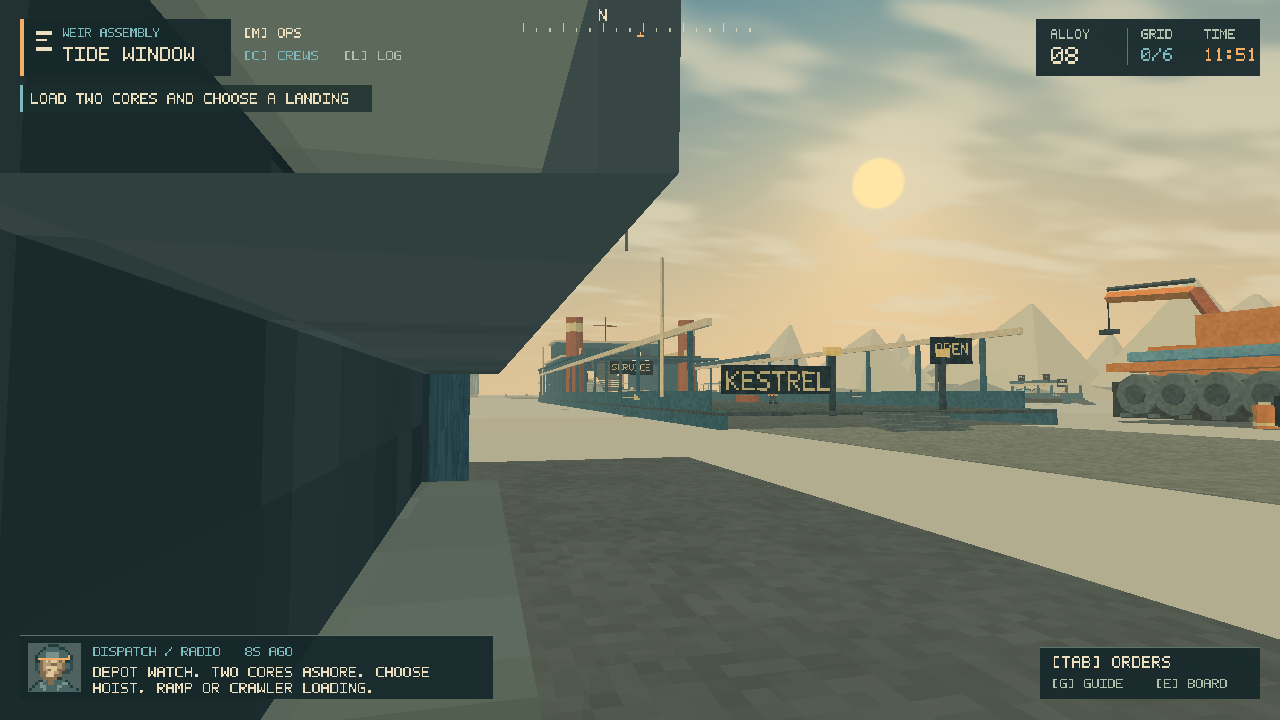 WEIR ASSEMBLY
TIDE WINDOW
[M] OPS
[C] CREWS [L] LOG
LOAD TWO CORES AND CHOOSE A LANDING
N
ALLOY GRID TIME
08 0/6 11:51
SERVICE
KESTREL
OPEN
DISPATCH / RADIO 8S AGO
DEPOT WATCH. TWO CORES ASHORE. CHOOSE
HOIST. RAMP OR CRAWLER LOADING.
[TAB] ORDERS
[G] GUIDE [E] BOARD